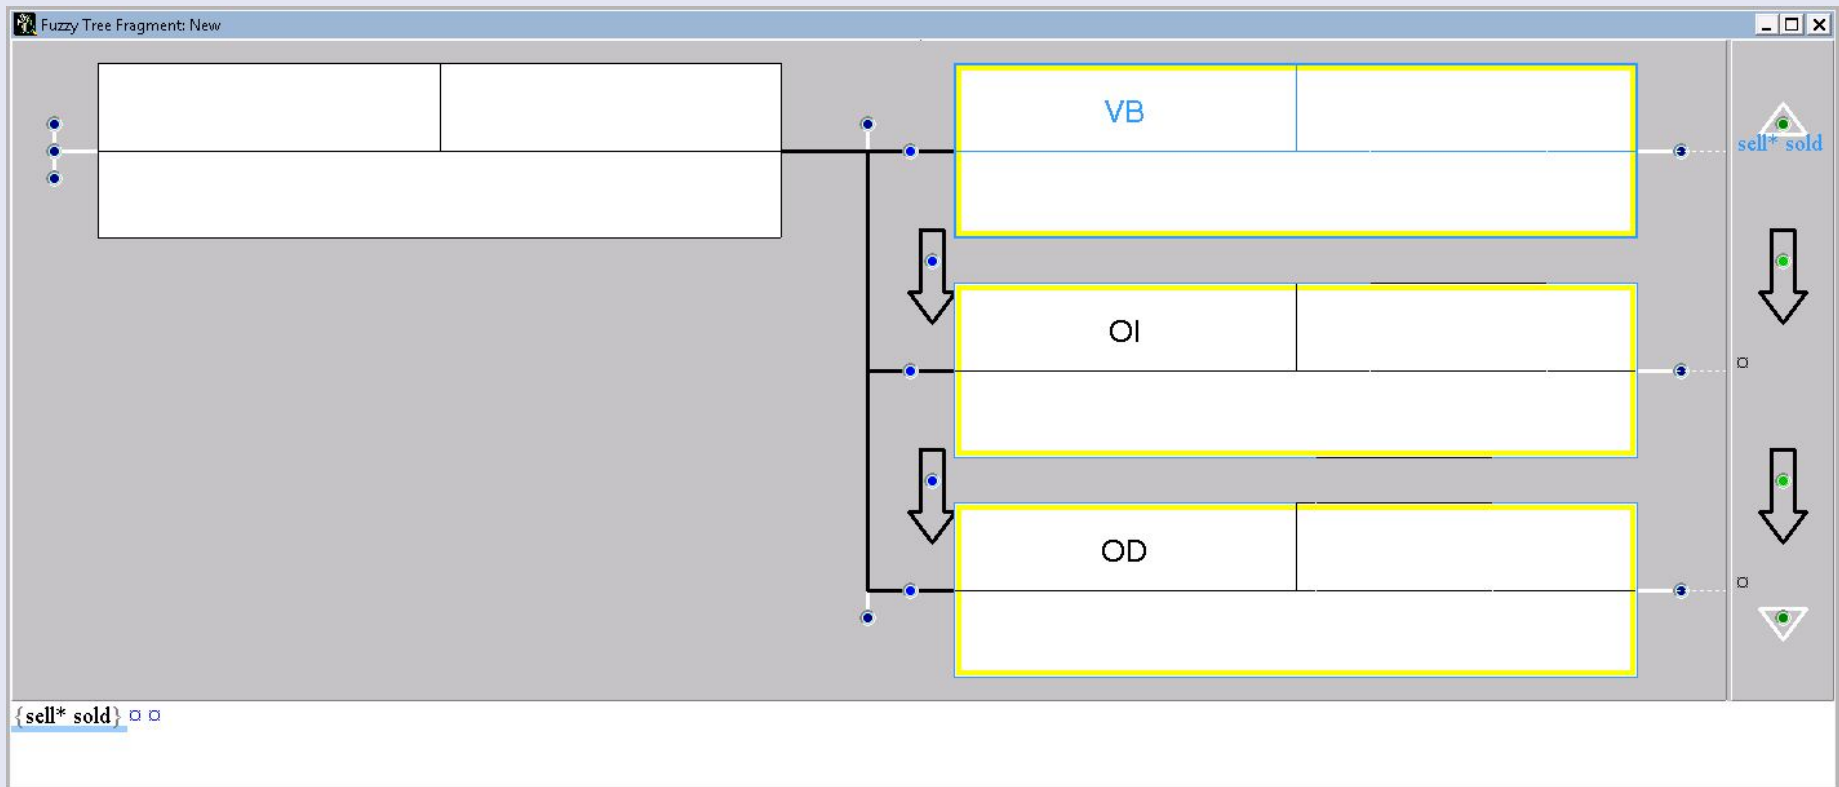 Fuzzy Tree Fragment: New
VB
sell* sold
OI
¤
OD
¤
{sell* sold} ¤ ¤